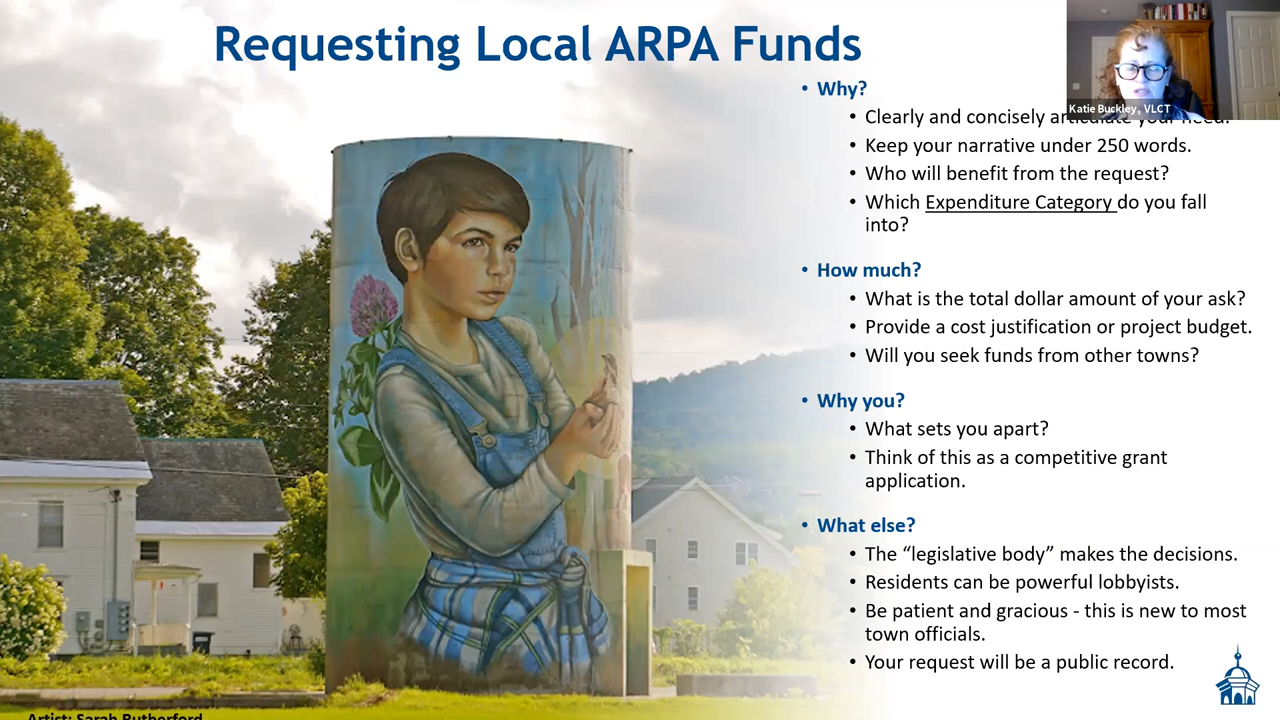 Requesting Local ARPA Funds
Katie Buckley, VLCT
• Why?
• Clearly and concisely articulate your need.
• Keep your narrative under 250 words.
• Who will benefit from the request?
• Which Expenditure Category do you fall
into?
• How much?
• What is the total dollar amount of your ask?
• Provide a cost justification or project budget.
• Will you seek funds from other towns?
• Why you?
• What sets you apart?
• Think of this as a competitive grant
application.
• What else?
• The “legislative body” makes the decisions.
• Residents can be powerful lobbyists.
• Be patient and gracious - this is new to most
town officials.
• Your request will be a public record.
Artist: Sarah Rutherford